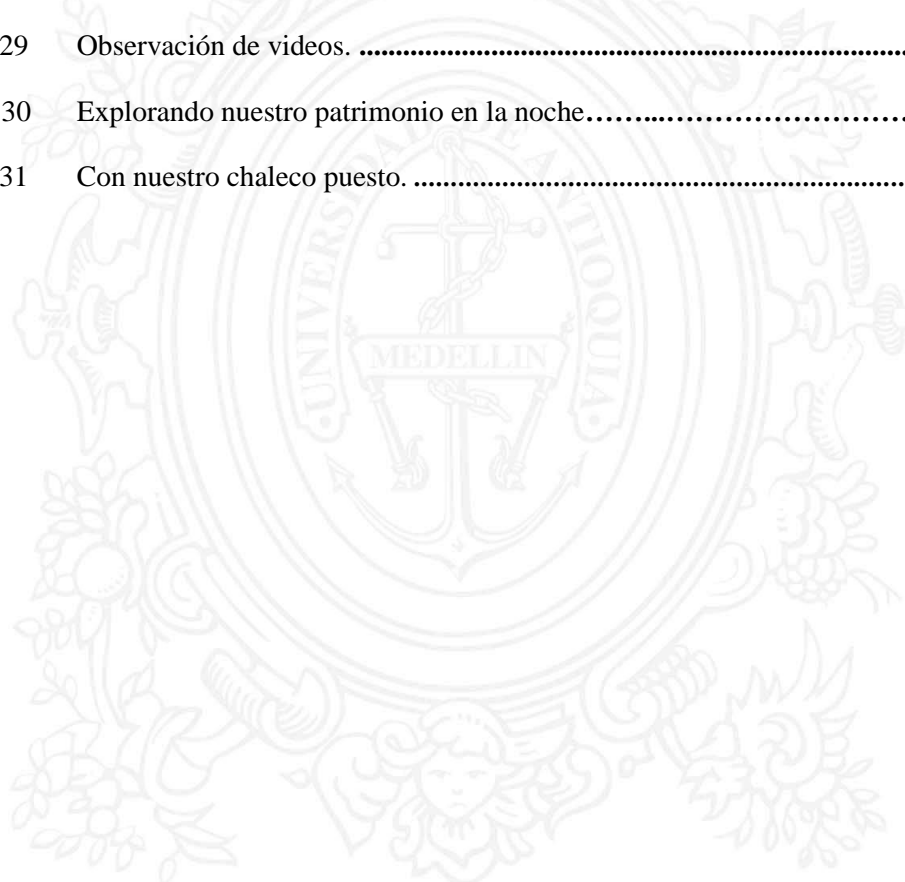 29 Observación de videos. ........................................................................................
30 Explorando nuestro patrimonio en la noche……...……………………
31 Con nuestro chaleco puesto. ................................................................................
UNIVERSIDAD DE ANTIOQUIA
MEDELLIN